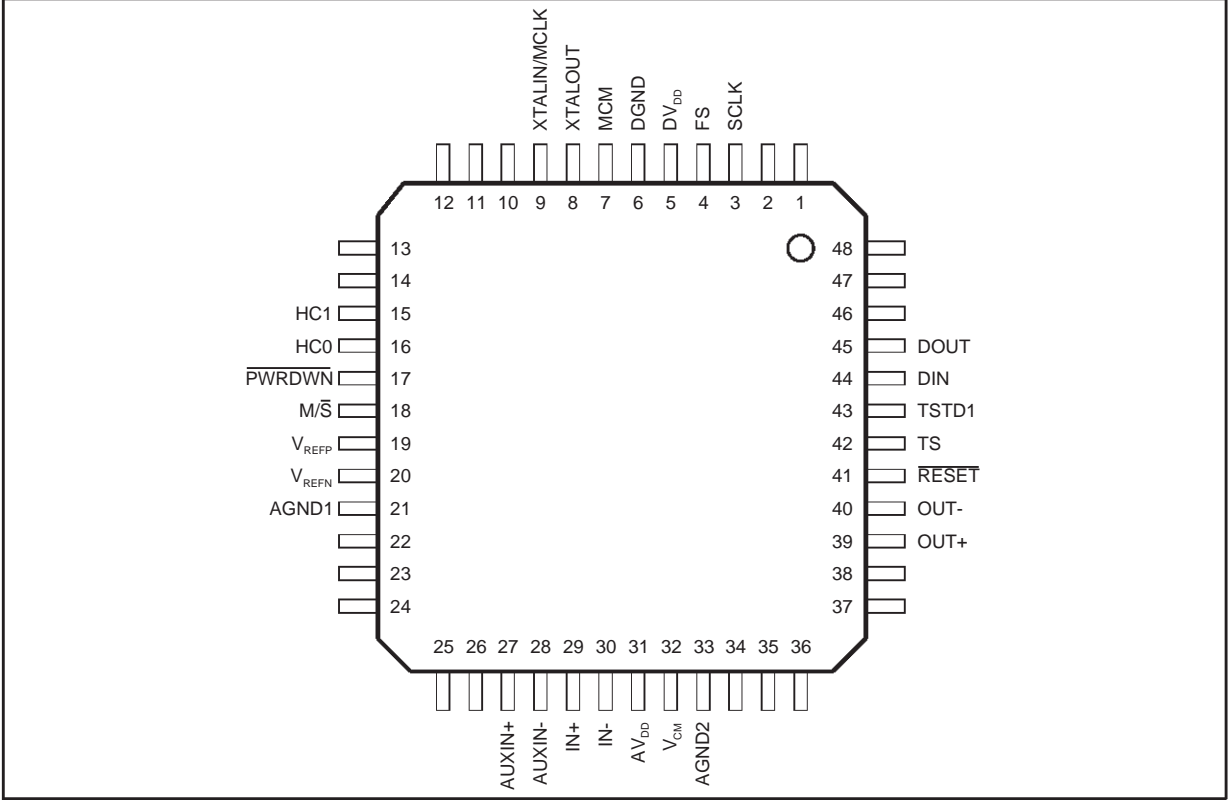 XTALIN/MCLK
XTALOUT
MCM
DGND
DVDD
FS
SCLK
12 11 10 9 8 7 6 5 4 3 2 1
13
14
HC1 15
HC0 16
P̅W̅R̅D̅W̅N̅ 17
M/S̅ 18
VREFP 19
VREFN 20
AGND1 21
22
23
24
48
47
46
45 DOUT
44 DIN
43 TSTD1
42 TS
41 R̅E̅S̅E̅T̅
40 OUT-
39 OUT+
38
37
25 26 27 28 29 30 31 32 33 34 35 36
AUXIN+
AUXIN-
IN+
IN-
AVDD
VCM
AGND2